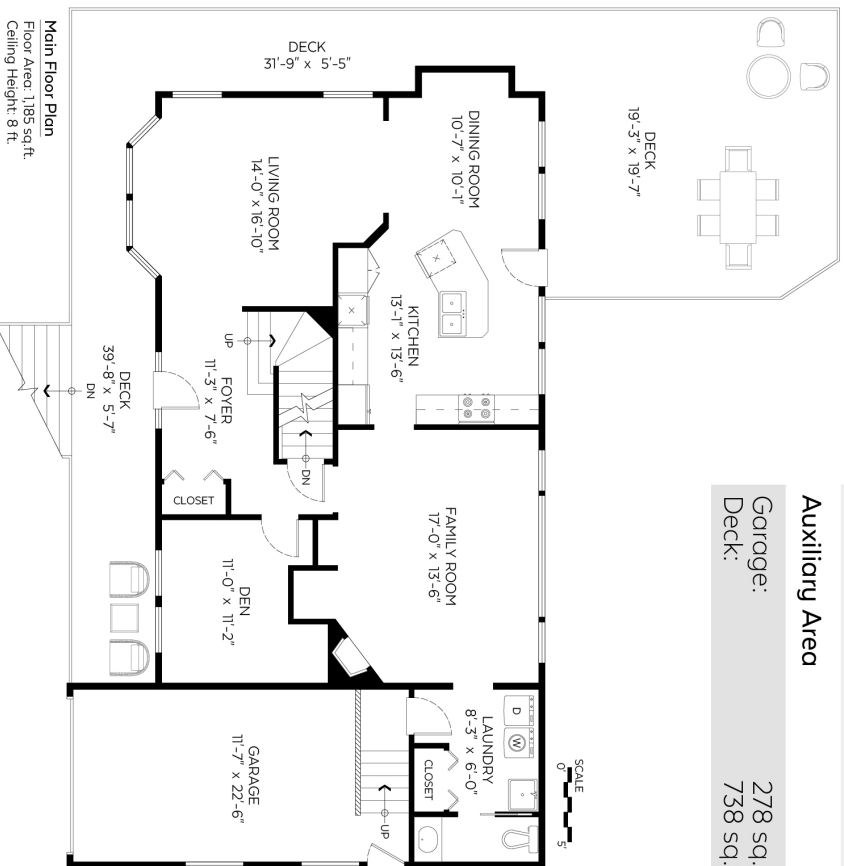 DECK
31'-9" x 5'-5"
DECK
19'-3" x 19'-7"
DINING ROOM
10'-7" x 10'-1"
LIVING ROOM
14'-0" x 16'-10"
KITCHEN
13'-1" x 13'-6"
UP
FOYER
11'-3" x 7'-6"
DN
DECK
39'-8" x 5'-7"
DN
CLOSET
FAMILY ROOM
17'-0" x 13'-6"
DEN
11'-0" x 11'-2"
D
W
LAUNDRY
8'-3" x 6'-0"
CLOSET
GARAGE
11'-7" x 22'-6"
UP
SCALE
0' 5'
Main Floor Plan
Floor Area: 1,185 sq.ft.
Ceiling Height: 8 ft.
Auxiliary Area
Garage: 278 sq.
Deck: 738 sq.